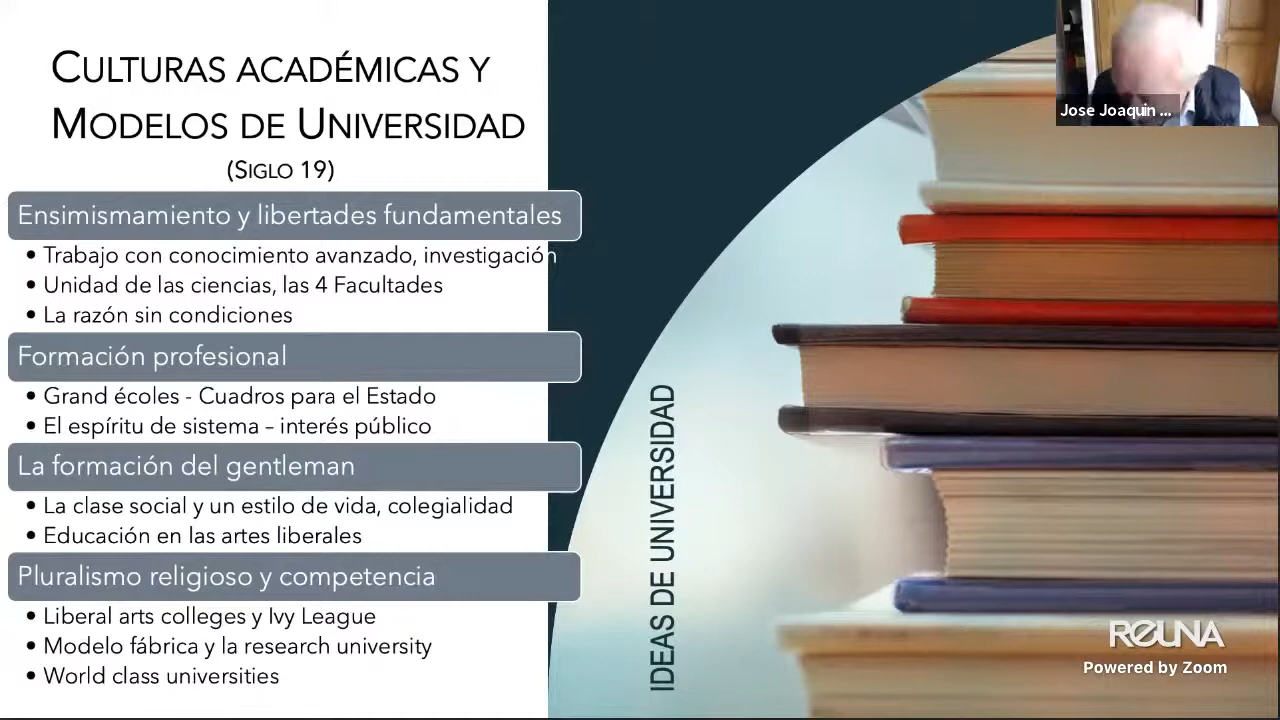 CULTURAS ACADÉMICAS Y
MODELOS DE UNIVERSIDAD
(SIGLO 19)
Ensimismamiento y libertades fundamentales
• Trabajo con conocimiento avanzado, investigación
• Unidad de las ciencias, las 4 Facultades
• La razón sin condiciones
Formación profesional
• Grand écoles - Cuadros para el Estado
• El espíritu de sistema – interés público
La formación del gentleman
• La clase social y un estilo de vida, colegialidad
• Educación en las artes liberales
Pluralismo religioso y competencia
• Liberal arts colleges y Ivy League
• Modelo fábrica y la research university
• World class universities
IDEAS DE UNIVERSIDAD
Jose Joaquin ...
REUNA
Powered by Zoom